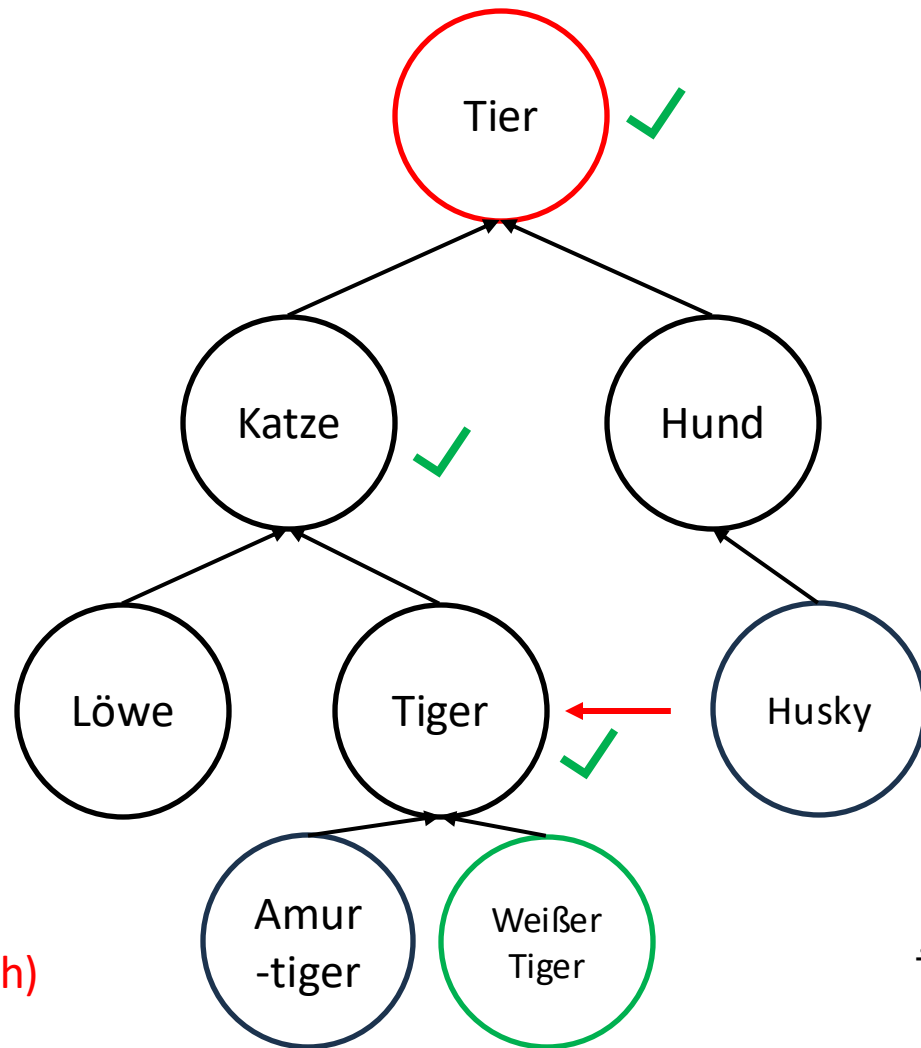 Tier
Katze
Hund
Löwe
Tiger
Husky
Amur
-tiger
Weißer
Tiger
h)